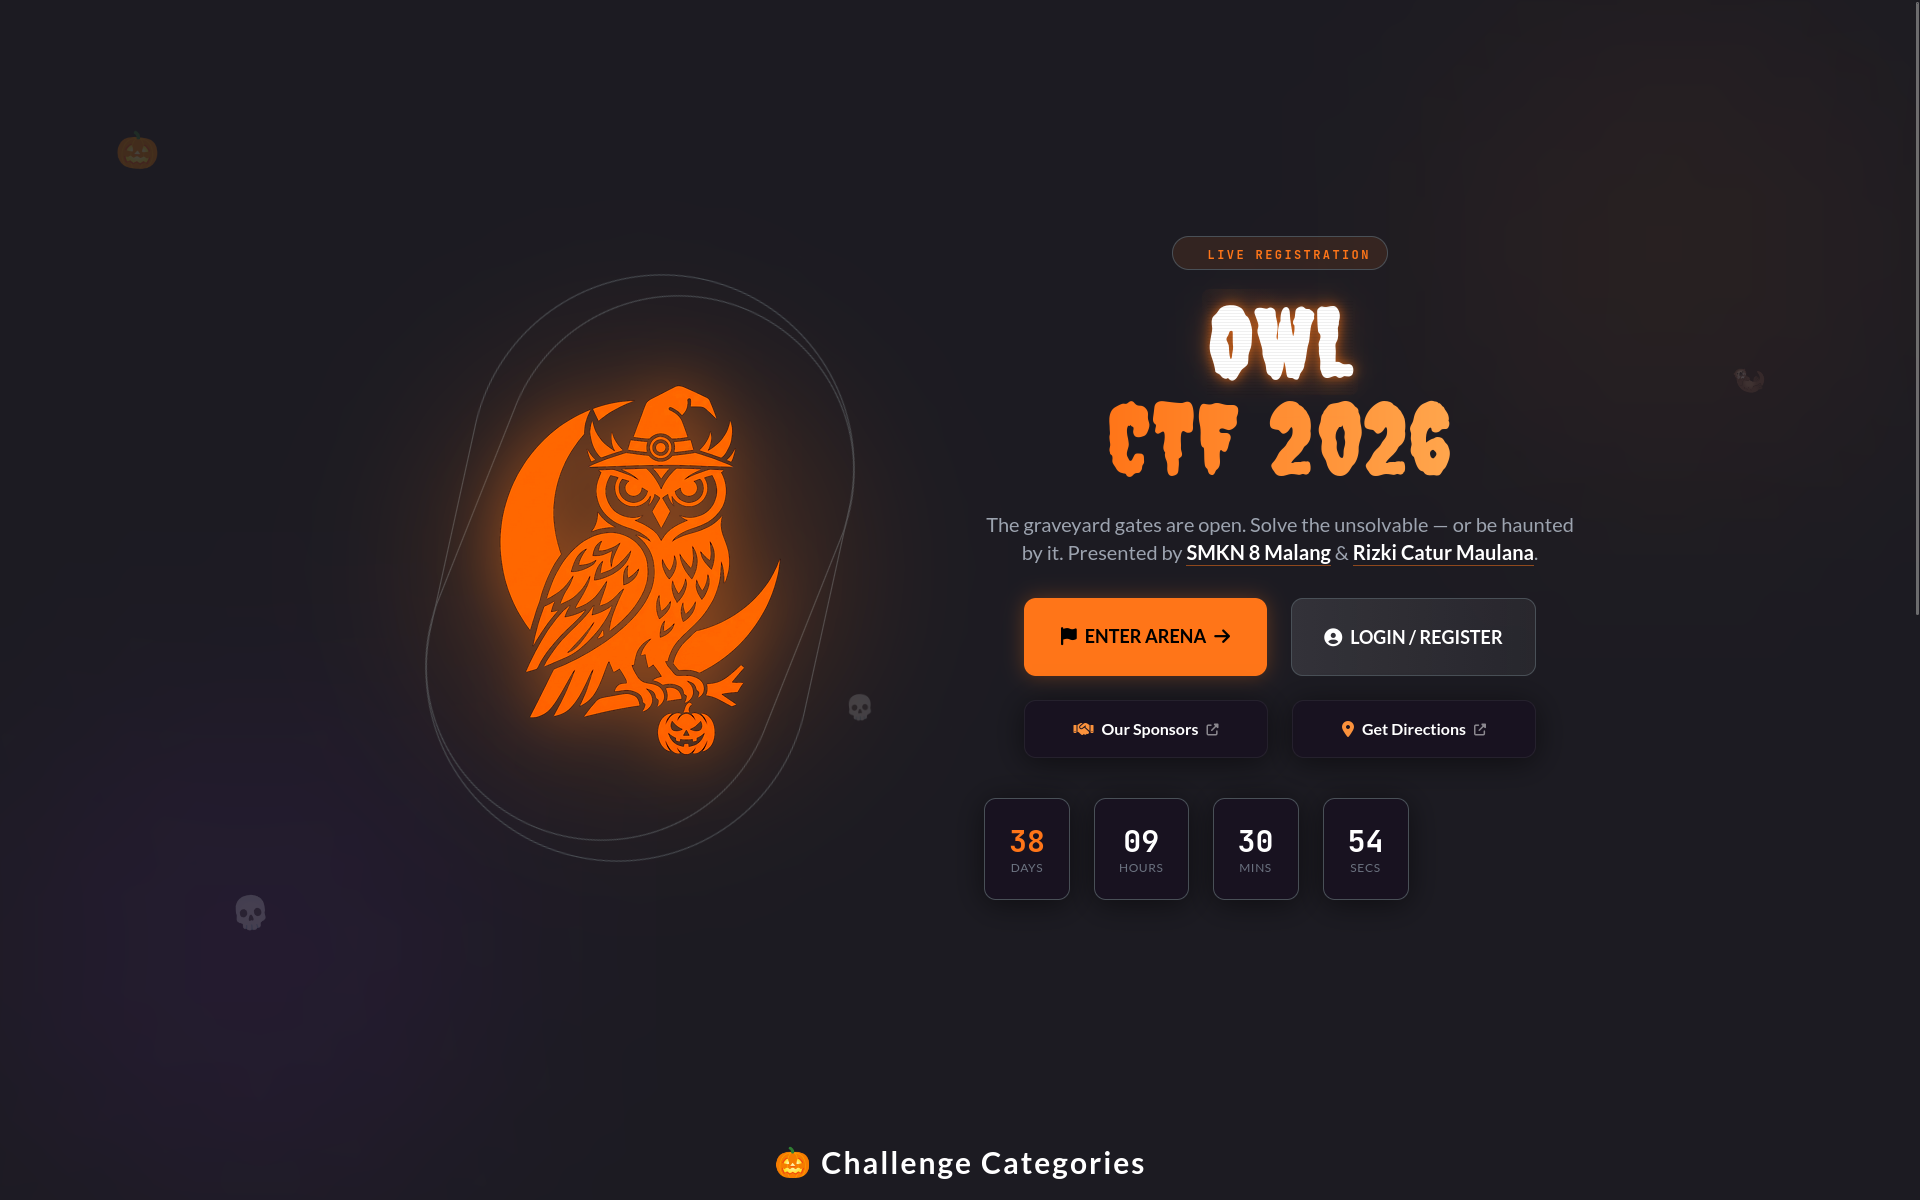 LIVE REGISTRATION
OWL
CTF 2026
The graveyard gates are open. Solve the unsolvable — or be haunted
by it. Presented by SMKN 8 Malang & Rizki Catur Maulana.
ENTER ARENA
LOGIN / REGISTER
Our Sponsors
Get Directions
38
DAYS
09
HOURS
30
MINS
54
SECS
Challenge Categories